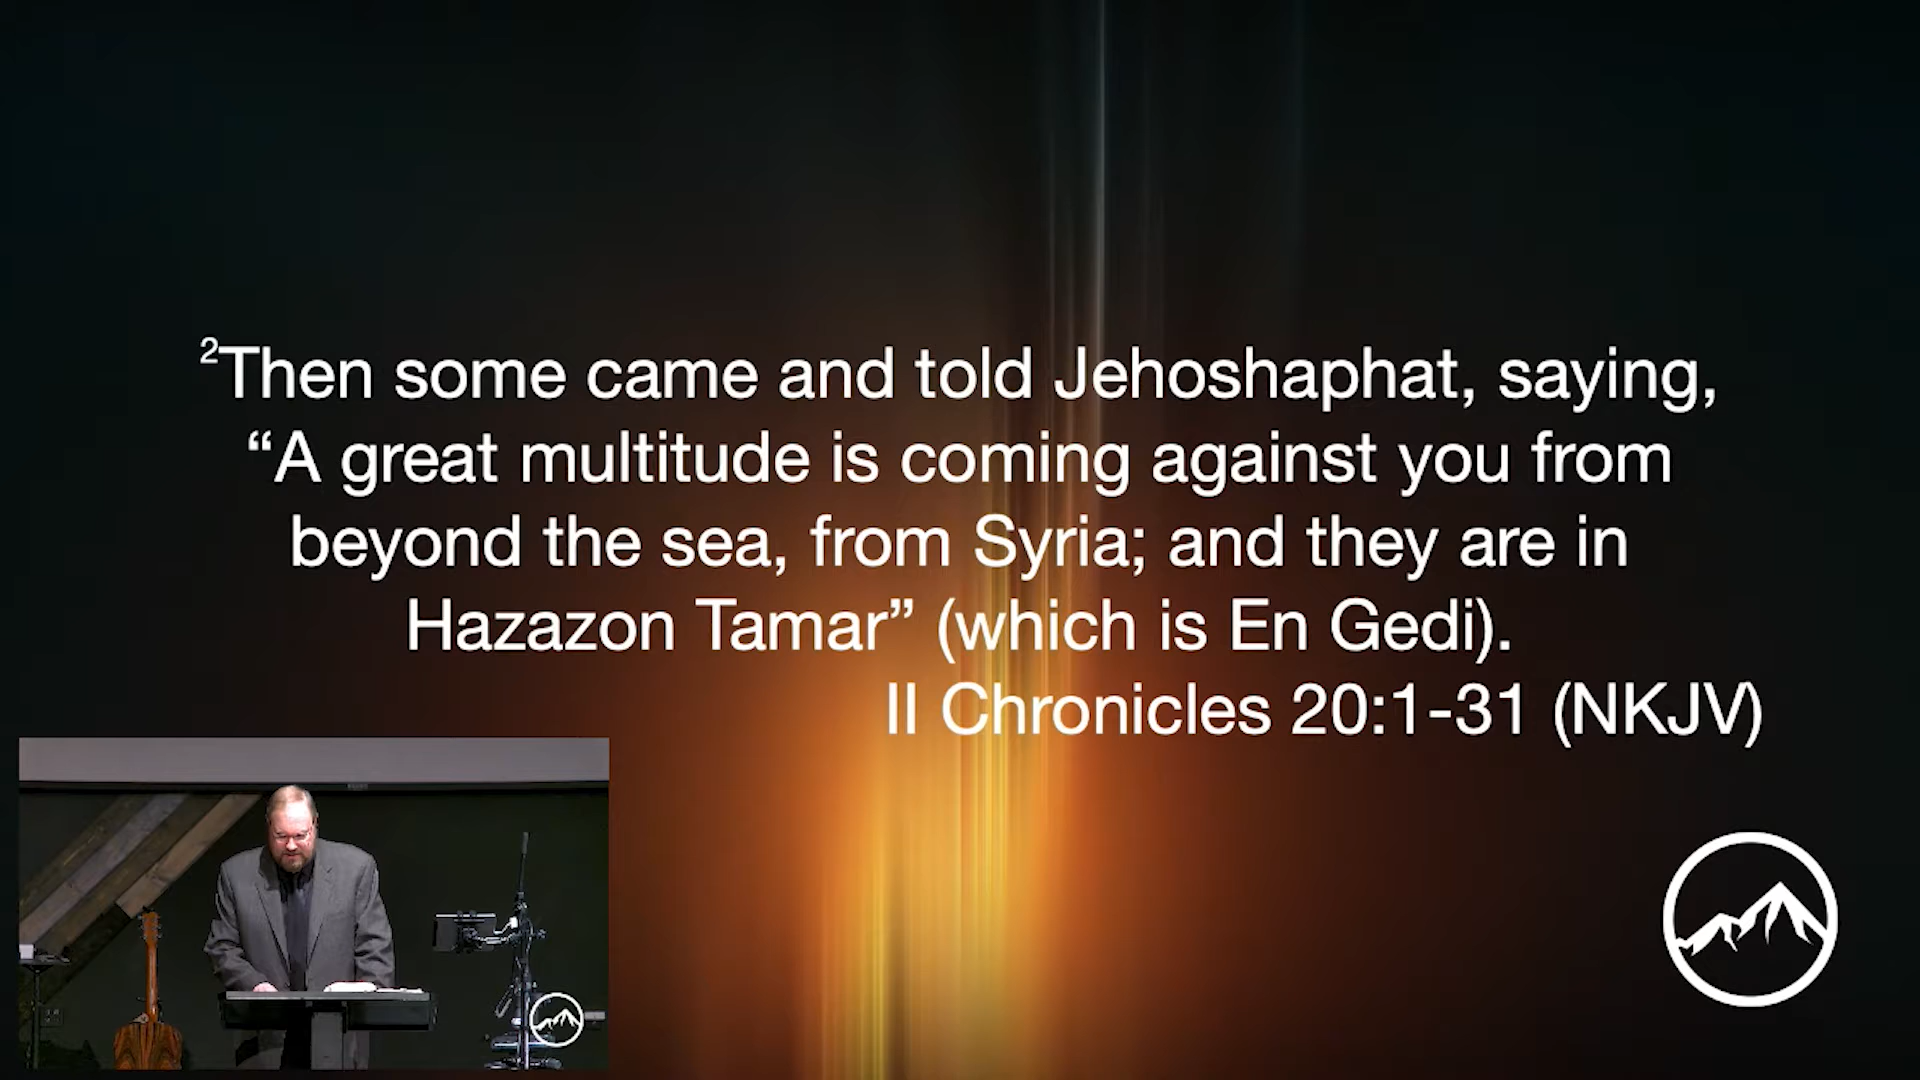 ²Then some came and told Jehoshaphat, saying,
“A great multitude is coming against you from
beyond the sea, from Syria; and they are in
Hazazon Tamar” (which is En Gedi).
II Chronicles 20:1-31 (NKJV)